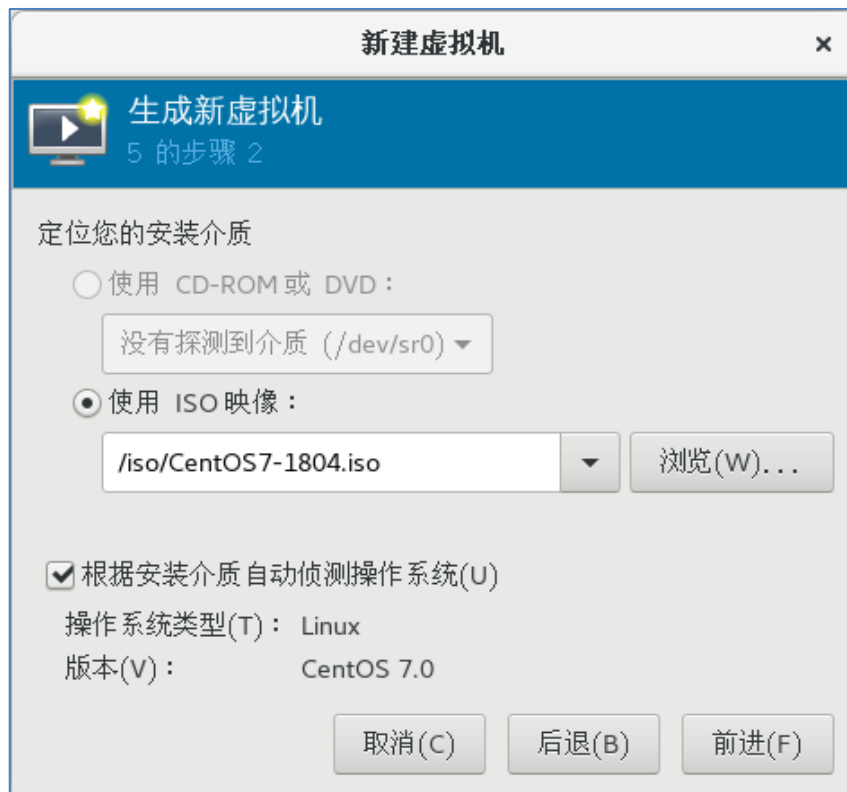 新建虚拟机 ×
生成新虚拟机
5 的步骤 2
定位您的安装介质
使用 CD-ROM 或 DVD：
没有探测到介质 (/dev/sr0)
使用 ISO 映像：
/iso/CentOS7-1804.iso 浏览(W)...
根据安装介质自动侦测操作系统(U)
操作系统类型(T)： Linux
版本(V)： CentOS 7.0
取消(C) 后退(B) 前进(F)